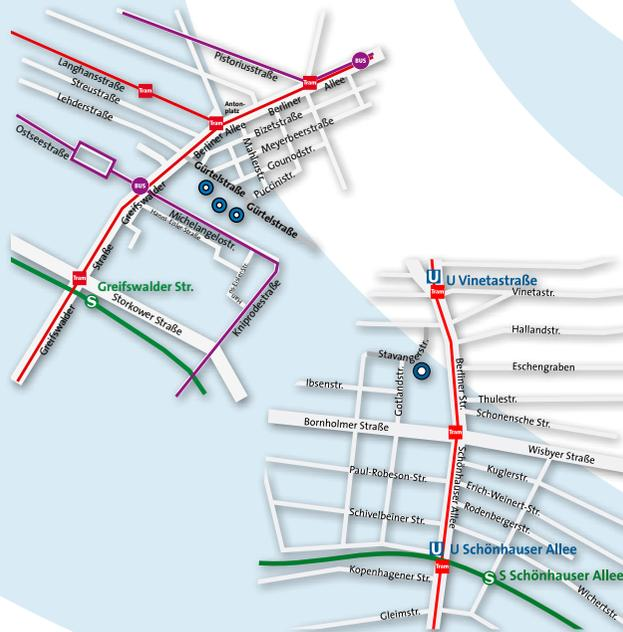 Pistoriusstraße
BUS
Langhansstraße
Tram
Tram
Allee
Streustraße
Berliner
Lehderstraße
Anton-
platz
Tram
Bizetstraße
Berliner Allee
Meyerbeerstraße
Mahlerstr.
Gounodstr.
Ostseestraße
Puccinistr.
Gürtelstraße
BUS
Greifswalder
Gürtelstraße
Michelangelostr.
Hanns-Eisler-Straße
Straße
Tram
Greifswalder Str.
S
Storkower Straße
Kniprodestraße
Greifswalder
U
U Vinetastraße
Tram
Vinetastr.
Hallandstr.
Stavangerstr.
Eschengraben
Berliner Str.
Gotlandstr.
Ibsenstr.
Thulestr.
Schonensche Str.
Bornholmer Straße
Tram
Wisbyer Straße
Schönhauser Allee
Paul-Robeson-Str.
Kuglerstr.
Erich-Weinert-Str.
Schivelbeiner Str.
Rodenbergerstr.
U
U Schönhauser Allee
Tram
Kopenhagener Str.
S
S Schönhauser Allee
Wichertstr.
Gleimstr.